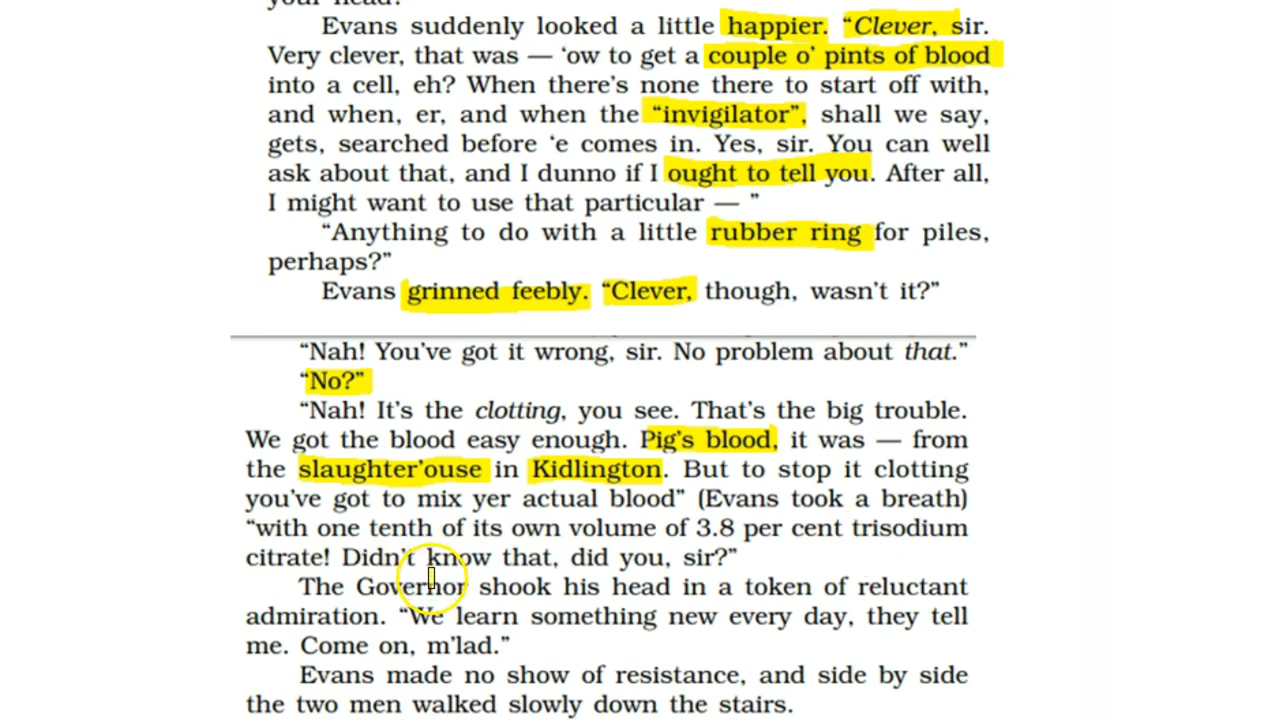 your head?"
Evans suddenly looked a little happier. “Clever, sir.
Very clever, that was — ‘ow to get a couple o’ pints of blood
into a cell, eh? When there’s none there to start off with,
and when, er, and when the “invigilator”, shall we say,
gets, searched before ‘e comes in. Yes, sir. You can well
ask about that, and I dunno if I ought to tell you. After all,
I might want to use that particular — ”
“Anything to do with a little rubber ring for piles,
perhaps?”
Evans grinned feebly. “Clever, though, wasn’t it?”
“Nah! You’ve got it wrong, sir. No problem about that.”
“No?”
“Nah! It’s the clotting, you see. That’s the big trouble.
We got the blood easy enough. Pig’s blood, it was — from
the slaughter’ouse in Kidlington. But to stop it clotting
you’ve got to mix yer actual blood” (Evans took a breath)
“with one tenth of its own volume of 3.8 per cent trisodium
citrate! Didn’t know that, did you, sir?”
The Governor shook his head in a token of reluctant
admiration. “We learn something new every day, they tell
me. Come on, m’lad.”
Evans made no show of resistance, and side by side
the two men walked slowly down the stairs.